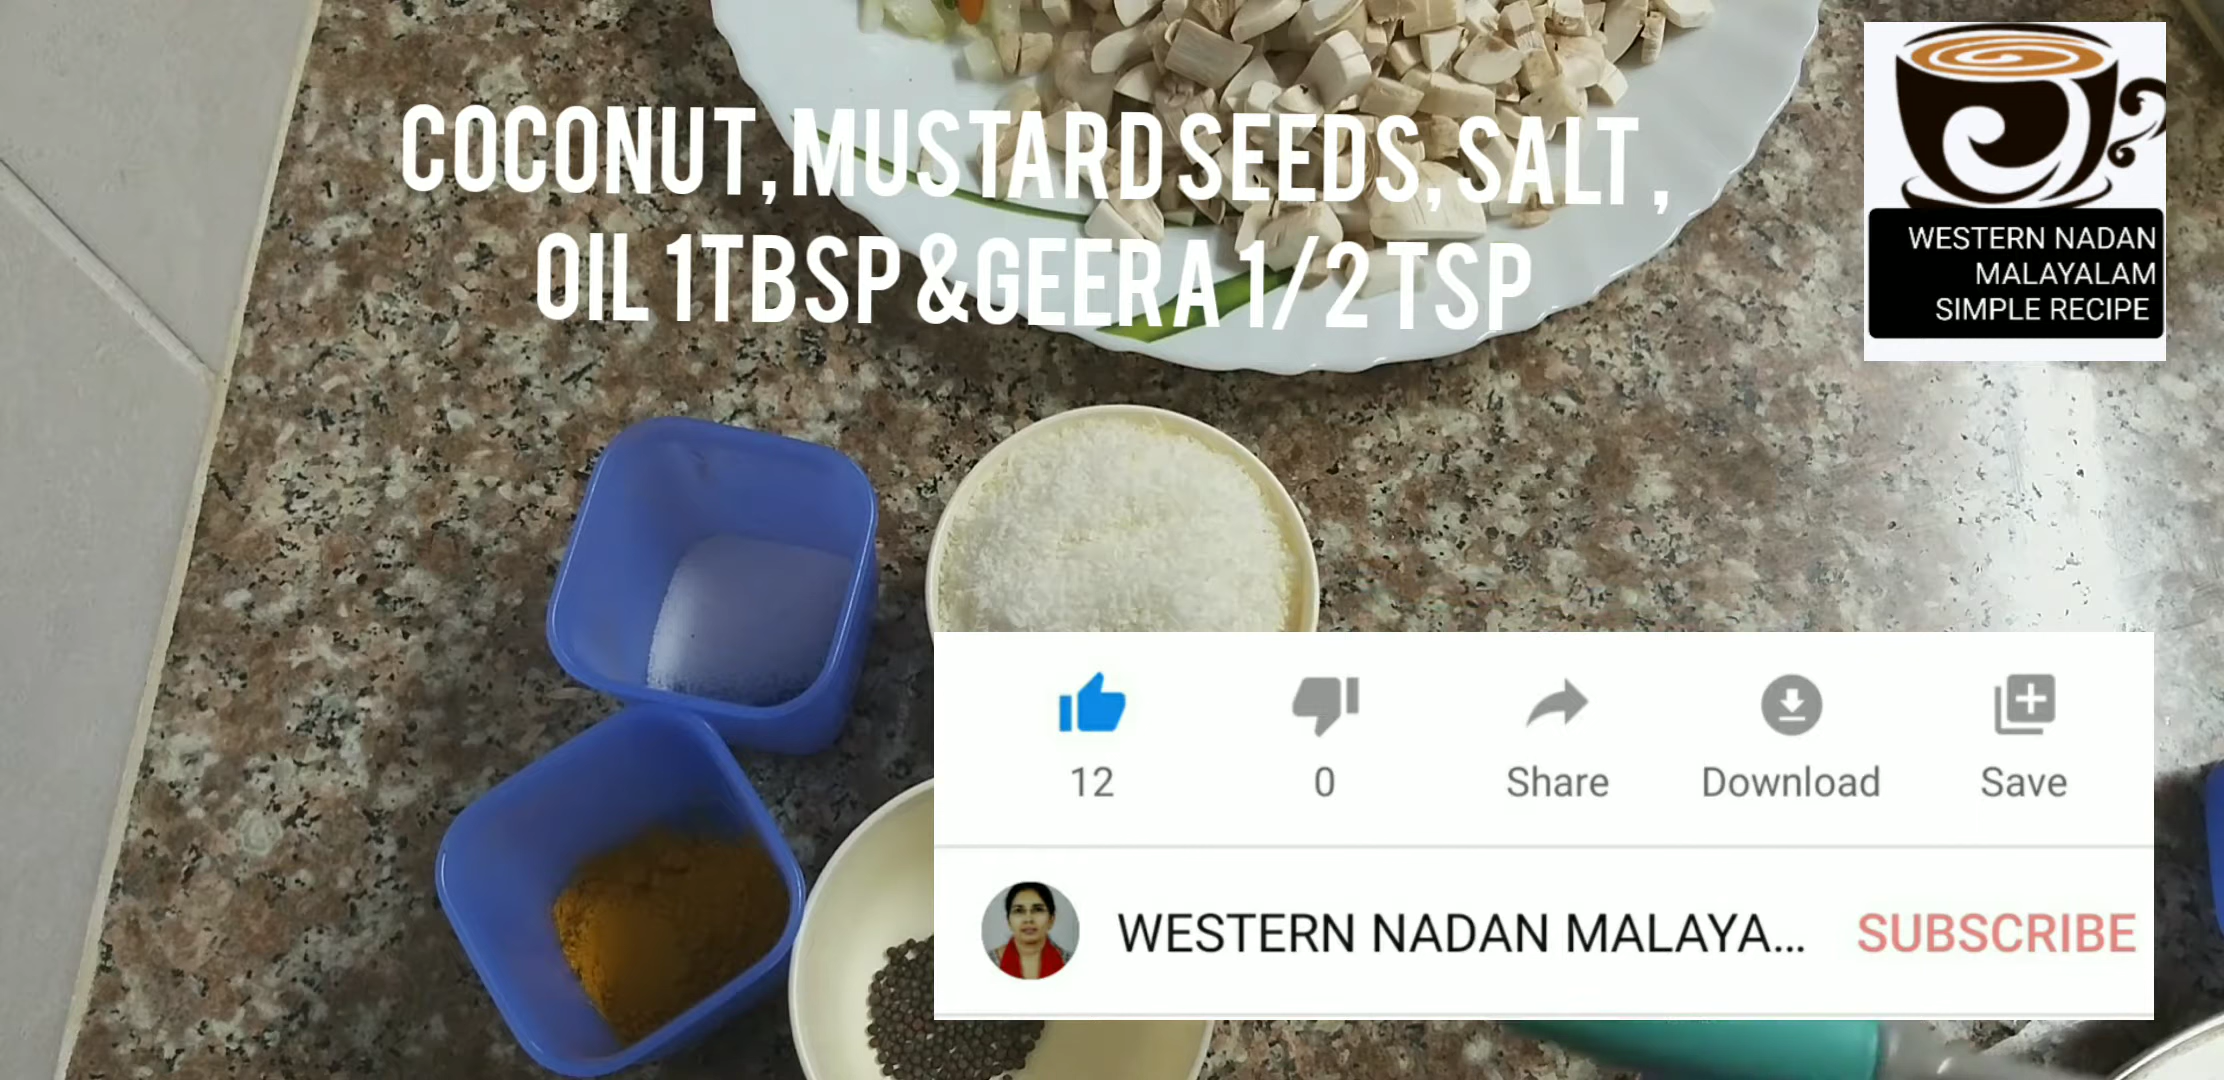 COCONUT, MUSTARD SEEDS, SALT ,
OIL 1TBSP &GEERA 1/2 TSP
WESTERN NADAN
MALAYALAM
SIMPLE RECIPE
12
0
Share
Download
Save
WESTERN NADAN MALAYA...
SUBSCRIBE